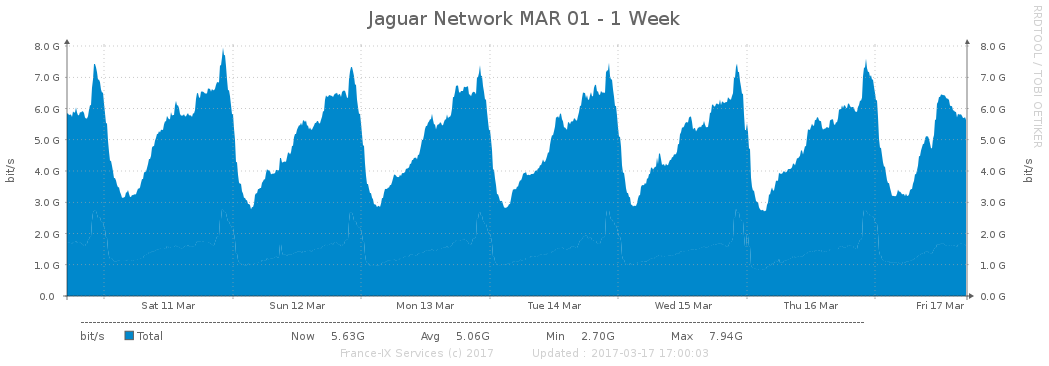 Jaguar Network MAR 01 - 1 Week
RRDTOOL / TOBI OETIKER
bit/s
bit/s
8.0 G 8.0 G
7.0 G 7.0 G
6.0 G 6.0 G
5.0 G 5.0 G
4.0 G 4.0 G
3.0 G 3.0 G
2.0 G 2.0 G
1.0 G 1.0 G
0.0 0.0 G
Sat 11 Mar Sun 12 Mar Mon 13 Mar Tue 14 Mar Wed 15 Mar Thu 16 Mar Fri 17 Mar
bit/s Total Now 5.63G Avg 5.06G Min 2.70G Max 7.94G
France-IX Services (c) 2017 Updated : 2017-03-17 17:00:03